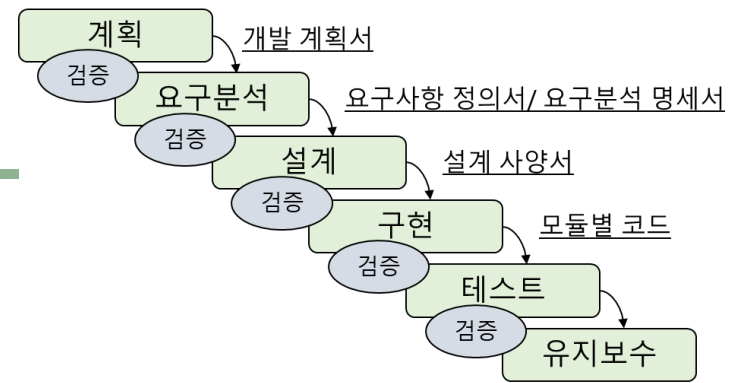 계획
개발 계획서
검증
요구분석
요구사항 정의서/ 요구분석 명세서
검증
설계
설계 사양서
검증
구현
모듈별 코드
검증
테스트
검증
유지보수